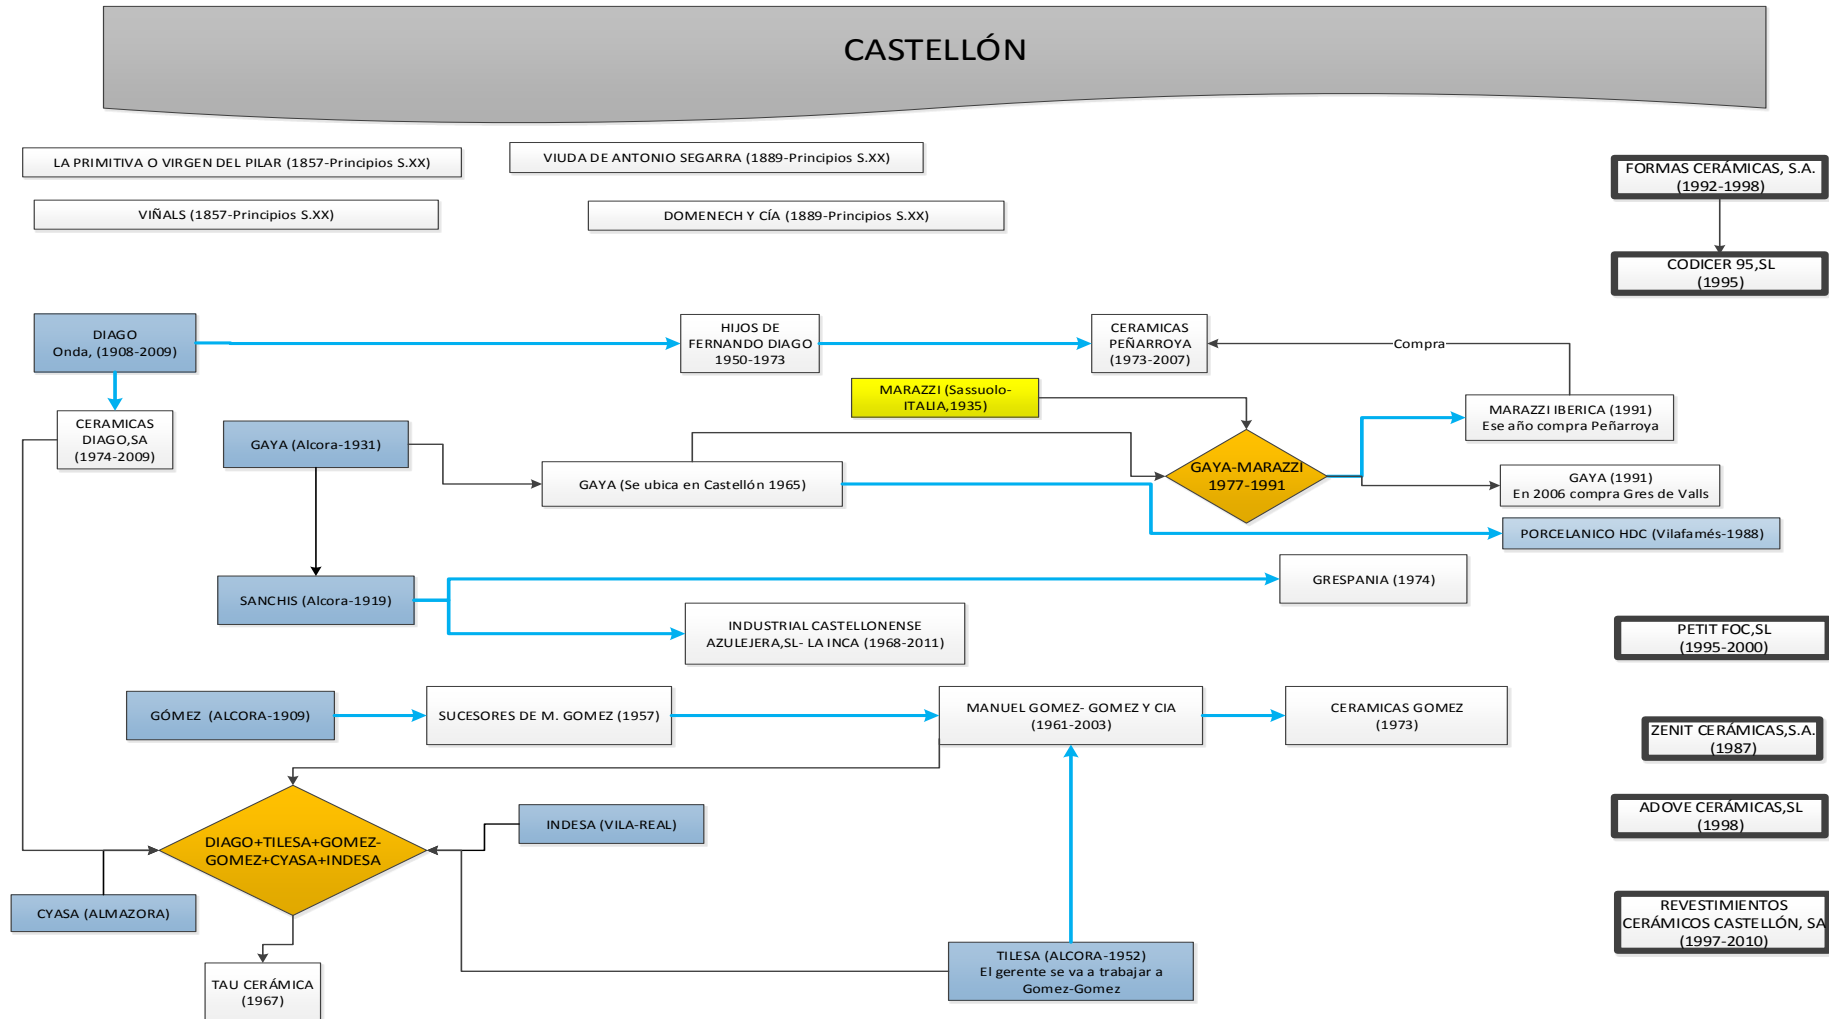 CASTELLÓN
LA PRIMITIVA O VIRGEN DEL PILAR (1857-Principios S.XX)
VIUDA DE ANTONIO SEGARRA (1889-Principios S.XX)
FORMAS CERÁMICAS, S.A.
(1992-1998)
VIÑALS (1857-Principios S.XX)
DOMENECH Y CÍA (1889-Principios S.XX)
CODICER 95,SL
(1995)
DIAGO
Onda, (1908-2009)
HIJOS DE
FERNANDO DIAGO
1950-1973
CERAMICAS
PEÑARROYA
(1973-2007)
Compra
MARAZZI (Sassuolo-
ITALIA,1935)
MARAZZI IBERICA (1991)
Ese año compra Peñarroya
CERAMICAS
DIAGO,SA
(1974-2009)
GAYA (Alcora-1931)
GAYA (Se ubica en Castellón 1965)
GAYA-MARAZZI
1977-1991
GAYA (1991)
En 2006 compra Gres de Valls
PORCELANICO HDC (Vilafamés-1988)
SANCHIS (Alcora-1919)
GRESPANIA (1974)
INDUSTRIAL CASTELLONENSE
AZULEJERA,SL- LA INCA (1968-2011)
PETIT FOC,SL
(1995-2000)
GÓMEZ (ALCORA-1909)
SUCESORES DE M. GOMEZ (1957)
MANUEL GOMEZ- GOMEZ Y CIA
(1961-2003)
CERAMICAS GOMEZ
(1973)
ZENIT CERÁMICAS,S.A.
(1987)
ADOVE CERÁMICAS,SL
(1998)
INDESA (VILA-REAL)
DIAGO+TILESA+GOMEZ-
GOMEZ+CYASA+INDESA
CYASA (ALMAZORA)
REVESTIMIENTOS
CERÁMICOS CASTELLÓN, SA
(1997-2010)
TILESA (ALCORA-1952)
El gerente se va a trabajar a
Gomez-Gomez
TAU CERÁMICA
(1967)